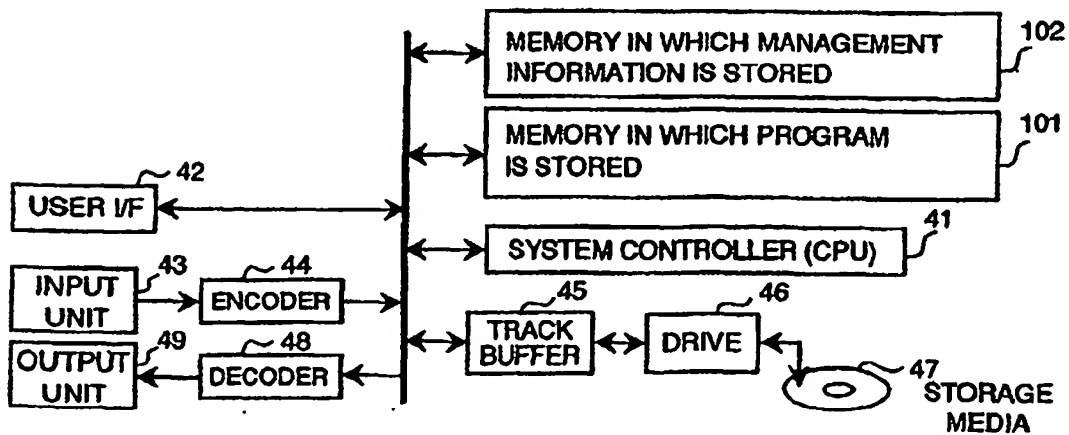 102
MEMORY IN WHICH MANAGEMENT
INFORMATION IS STORED
101
MEMORY IN WHICH PROGRAM
IS STORED
42
USER I/F
41
SYSTEM CONTROLLER (CPU)
43
INPUT
UNIT
44
ENCODER
45
TRACK
BUFFER
46
DRIVE
49
OUTPUT
UNIT
48
DECODER
47
STORAGE
MEDIA